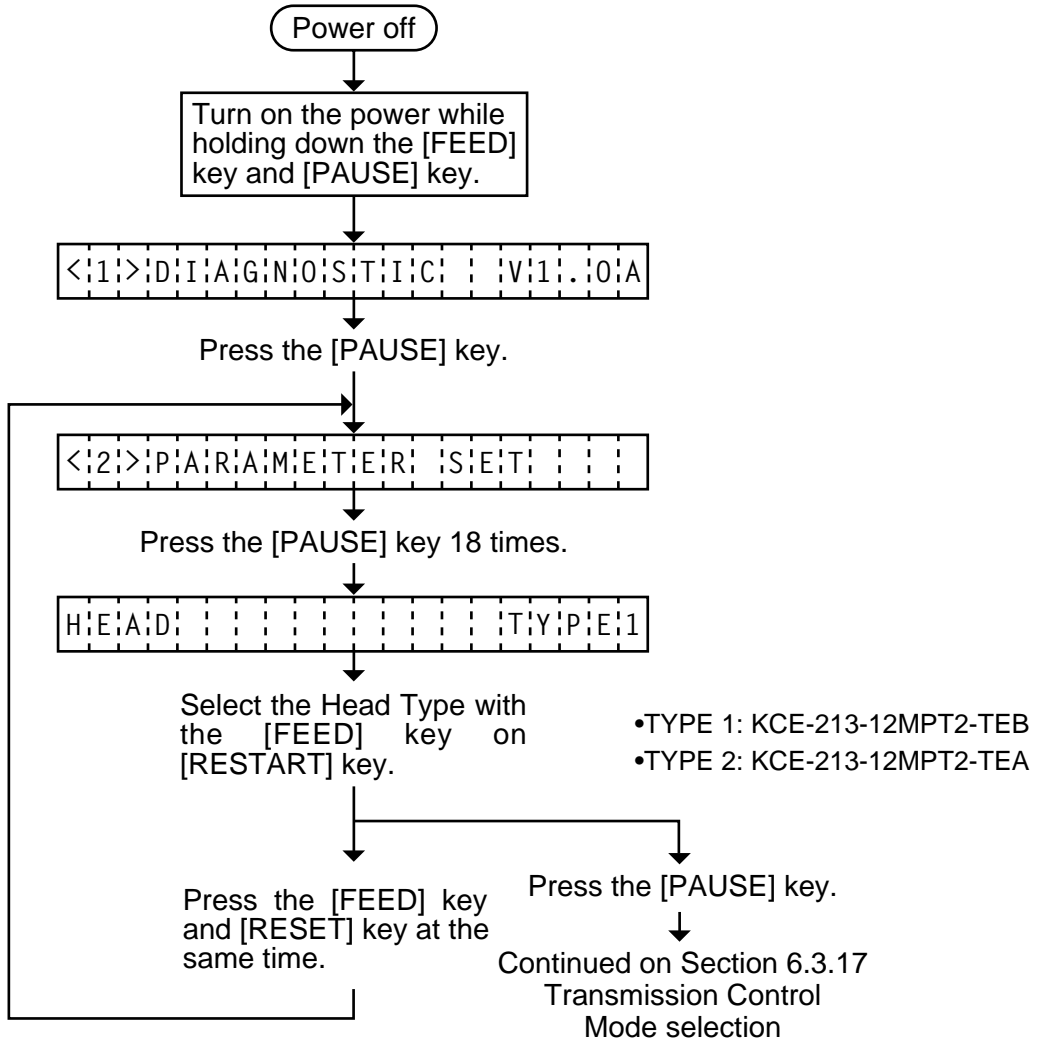 Power off
Turn on the power while
holding down the [FEED]
key and [PAUSE] key.
<1>DIAGNOSTIC  V1.0A
Press the [PAUSE] key.
<2>PARAMETER SET
Press the [PAUSE] key 18 times.
HEAD           TYPE1
Select the Head Type with
the [FEED] key on
[RESTART] key.
•TYPE 1: KCE-213-12MPT2-TEB
•TYPE 2: KCE-213-12MPT2-TEA
Press the [FEED] key
and [RESET] key at the
same time.
Press the [PAUSE] key.
Continued on Section 6.3.17
Transmission Control
Mode selection